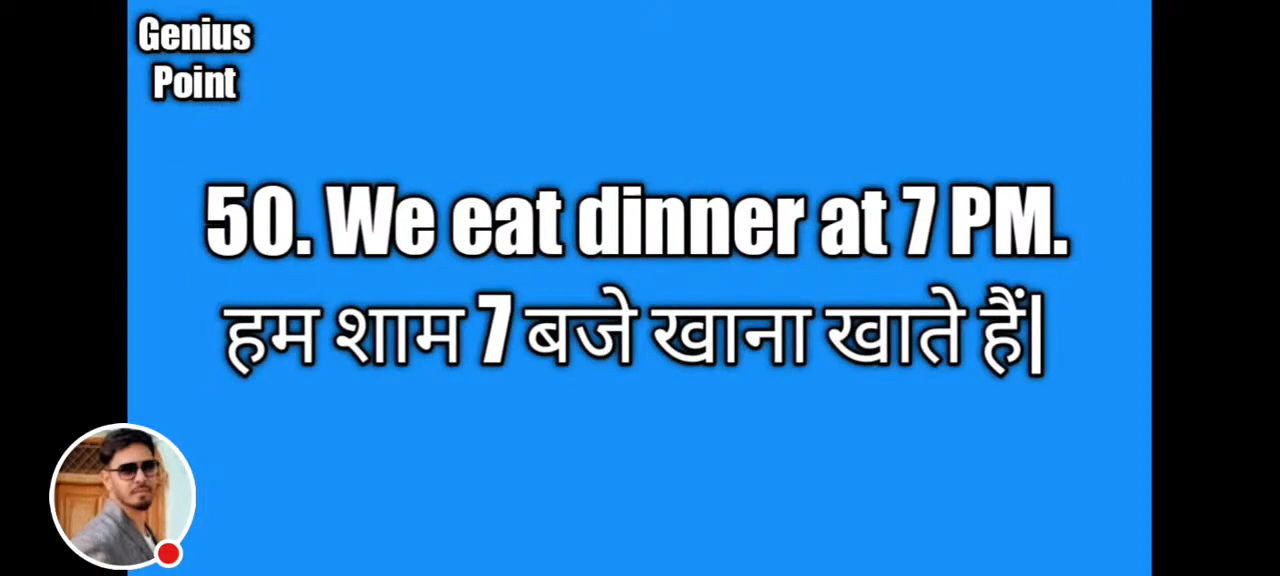 Genius
Point
50. We eat dinner at 7 PM.
हम शाम 7 बजे खाना खाते हैं|